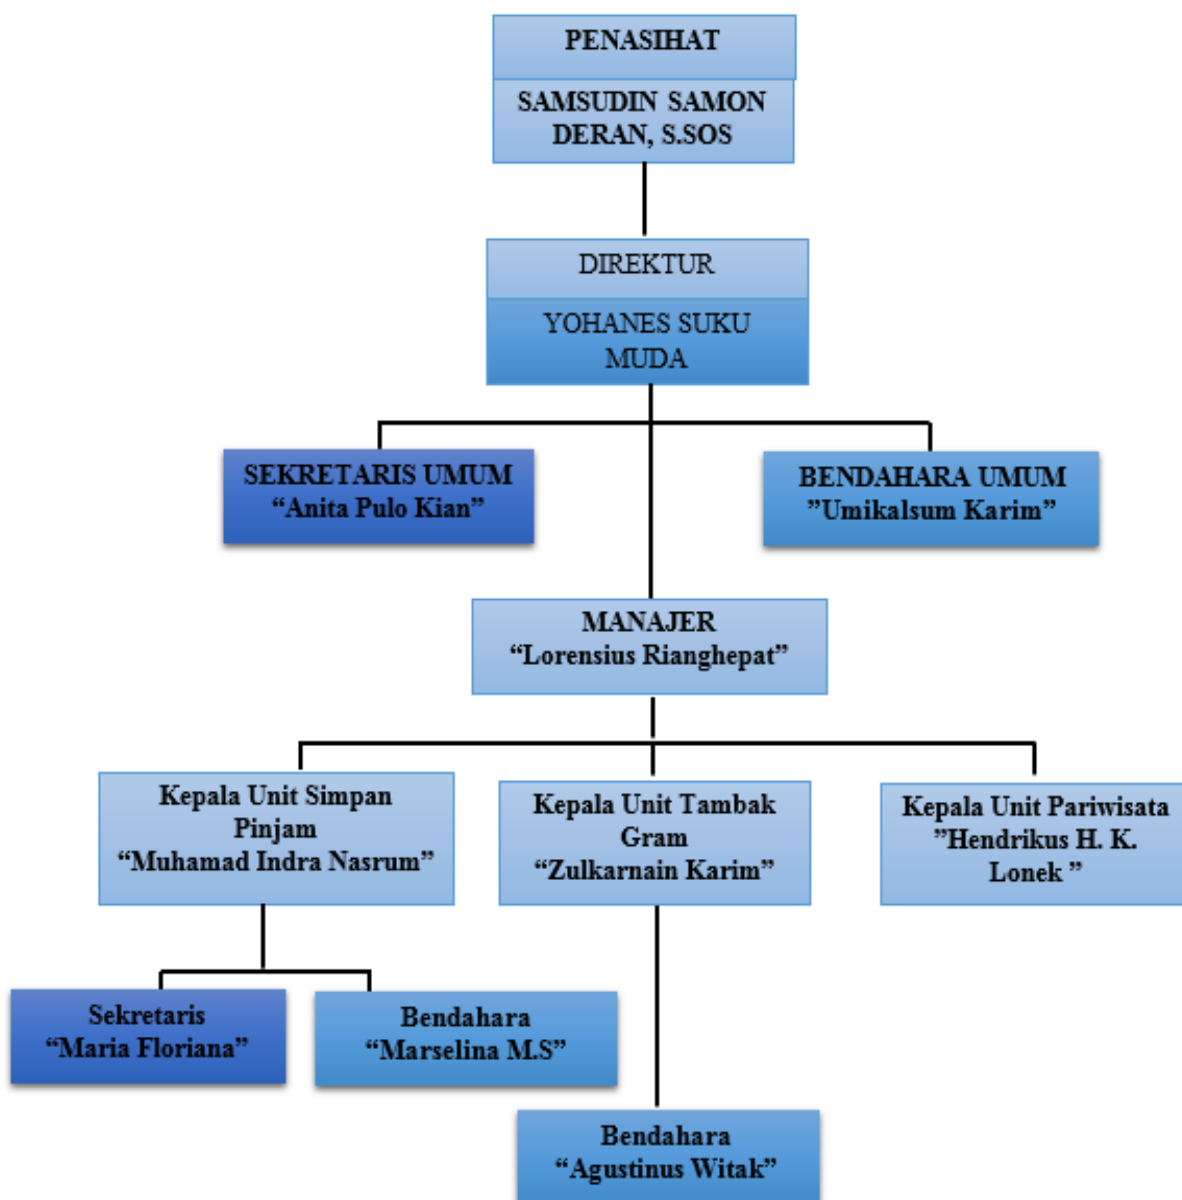 PENASIHAT
SAMSUDIN SAMON
DERAN, S.SOS
DIREKTUR
YOHANES SUKU
MUDA
SEKRETARIS UMUM
“Anita Pulo Kian”
BENDAHARA UMUM
”Umikalsum Karim”
MANAJER
“Lorensius Rianghepat”
Kepala Unit Simpan
Pinjam
“Muhamad Indra Nasrum”
Kepala Unit Tambak
Gram
“Zulkarnain Karim”
Kepala Unit Pariwisata
”Hendrikus H. K.
Lonek ”
Sekretaris
“Maria Floriana”
Bendahara
“Marselina M.S”
Bendahara
“Agustinus Witak”